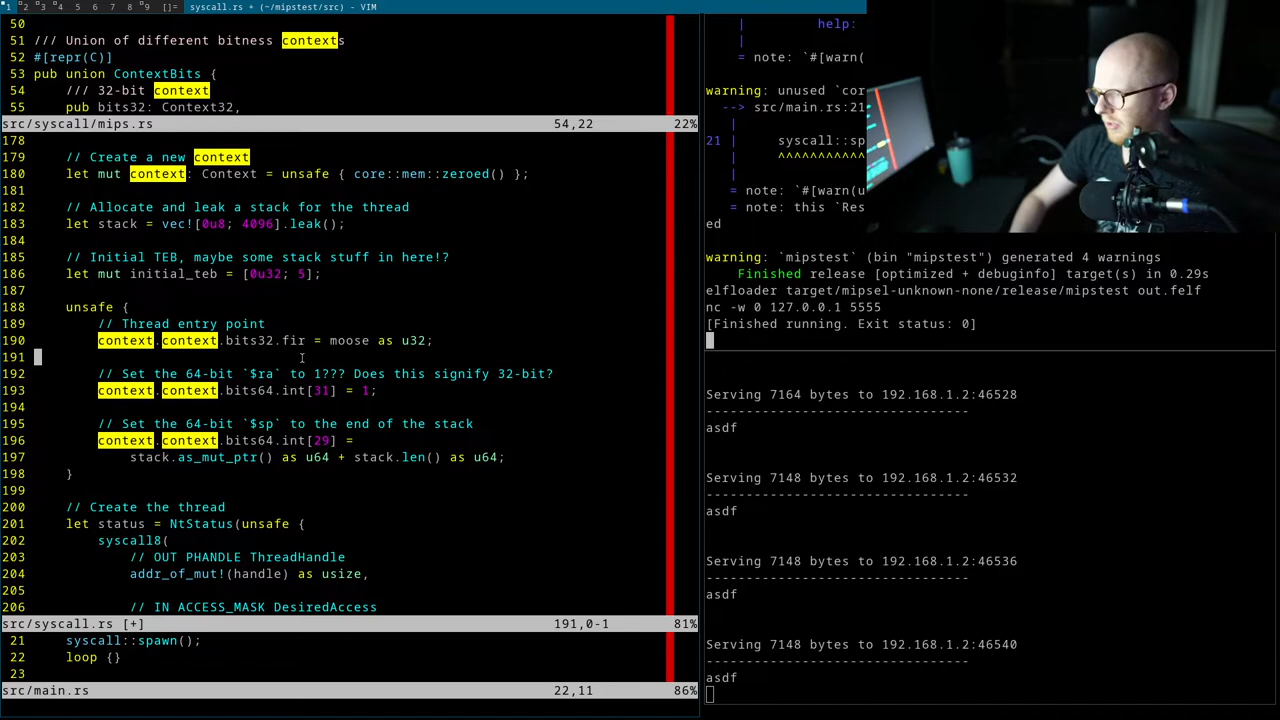 1 2 3 4 5 6 7 8 9 []= syscall.rs + (~/mipstest/src) - VIM
50
51 /// Union of different bitness contexts
52 #[repr(C)]
53 pub union ContextBits {
54     /// 32-bit context
55     pub bits32: Context32,
src/syscall/mips.rs 54,22 22%
178
179     // Create a new context
180     let mut context: Context = unsafe { core::mem::zeroed() };
181
182     // Allocate and leak a stack for the thread
183     let stack = vec![0u8; 4096].leak();
184
185     // Initial TEB, maybe some stack stuff in here!?
186     let mut initial_teb = [0u32; 5];
187
188     unsafe {
189         // Thread entry point
190         context.context.bits32.fir = moose as u32;
191
192         // Set the 64-bit `$ra` to 1??? Does this signify 32-bit?
193         context.context.bits64.int[31] = 1;
194
195         // Set the 64-bit `$sp` to the end of the stack
196         context.context.bits64.int[29] =
197             stack.as_mut_ptr() as u64 + stack.len() as u64;
198     }
199
200     // Create the thread
201     let status = NtStatus(unsafe {
202         syscall8(
203             // OUT PHANDLE ThreadHandle
204             addr_of_mut!(handle) as usize,
205
206             // IN ACCESS_MASK DesiredAccess
src/syscall.rs [+] 191,0-1 81%
21     syscall::spawn();
22     loop {}
23
src/main.rs 22,11 86%
|         help:
|
= note: `#[warn(
warning: unused `cor
--> src/main.rs:21
|
21 |     syscall::sp
|     ^^^^^^^^^^^
|
= note: `#[warn(u
= note: this `Res
ed
warning: `mipstest` (bin "mipstest") generated 4 warnings
Finished release [optimized + debuginfo] target(s) in 0.29s
elfloader target/mipsel-unknown-none/release/mipstest out.felf
nc -w 0 127.0.0.1 5555
[Finished running. Exit status: 0]
Serving 7164 bytes to 192.168.1.2:46528
---------------------------------
asdf
Serving 7148 bytes to 192.168.1.2:46532
---------------------------------
asdf
Serving 7148 bytes to 192.168.1.2:46536
---------------------------------
asdf
Serving 7148 bytes to 192.168.1.2:46540
---------------------------------
asdf